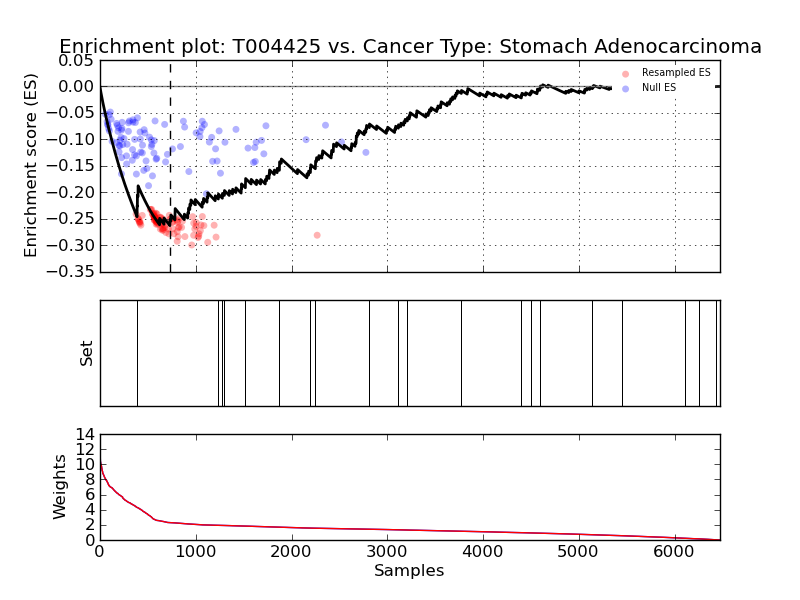 Enrichment plot: T004425 vs. Cancer Type: Stomach Adenocarcinoma
Enrichment score (ES)
0.05
0.00
−0.05
−0.10
−0.15
−0.20
−0.25
−0.30
−0.35
Resampled ES
Null ES
Set
Weights
14
12
10
8
6
4
2
0
0 1000 2000 3000 4000 5000 6000
Samples